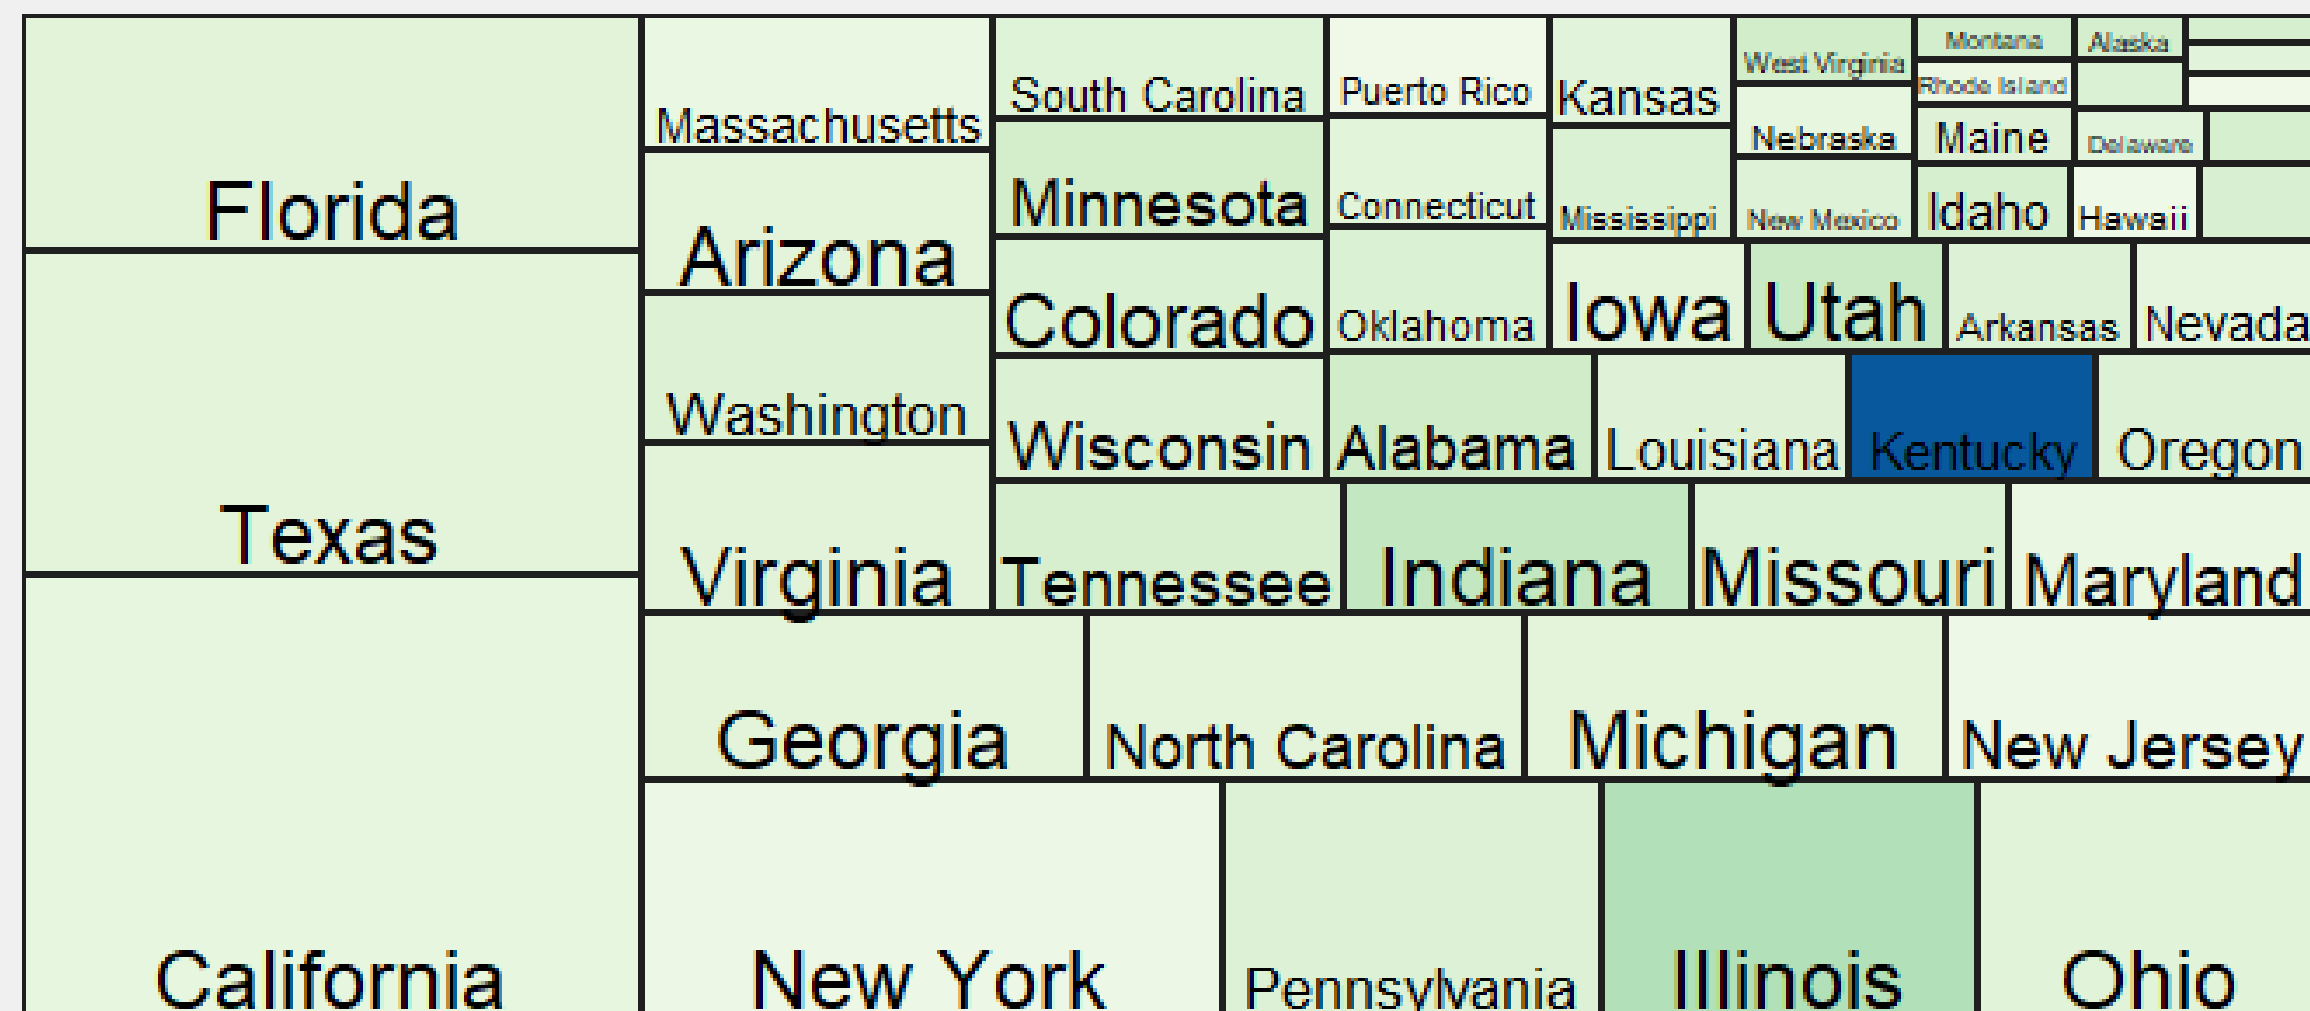 Montana
Alaska
West Virginia
South Carolina
Puerto Rico
Kansas
Rhode Island
Massachusetts
Nebraska
Maine
Delaware
Florida
Minnesota
Connecticut
Mississippi
New Mexico
Idaho
Hawaii
Arizona
Colorado
Oklahoma
Iowa
Utah
Arkansas
Nevada
Washington
Wisconsin
Alabama
Louisiana
Kentucky
Oregon
Texas
Virginia
Tennessee
Indiana
Missouri
Maryland
Georgia
North Carolina
Michigan
New Jersey
California
New York
Pennsylvania
Illinois
Ohio